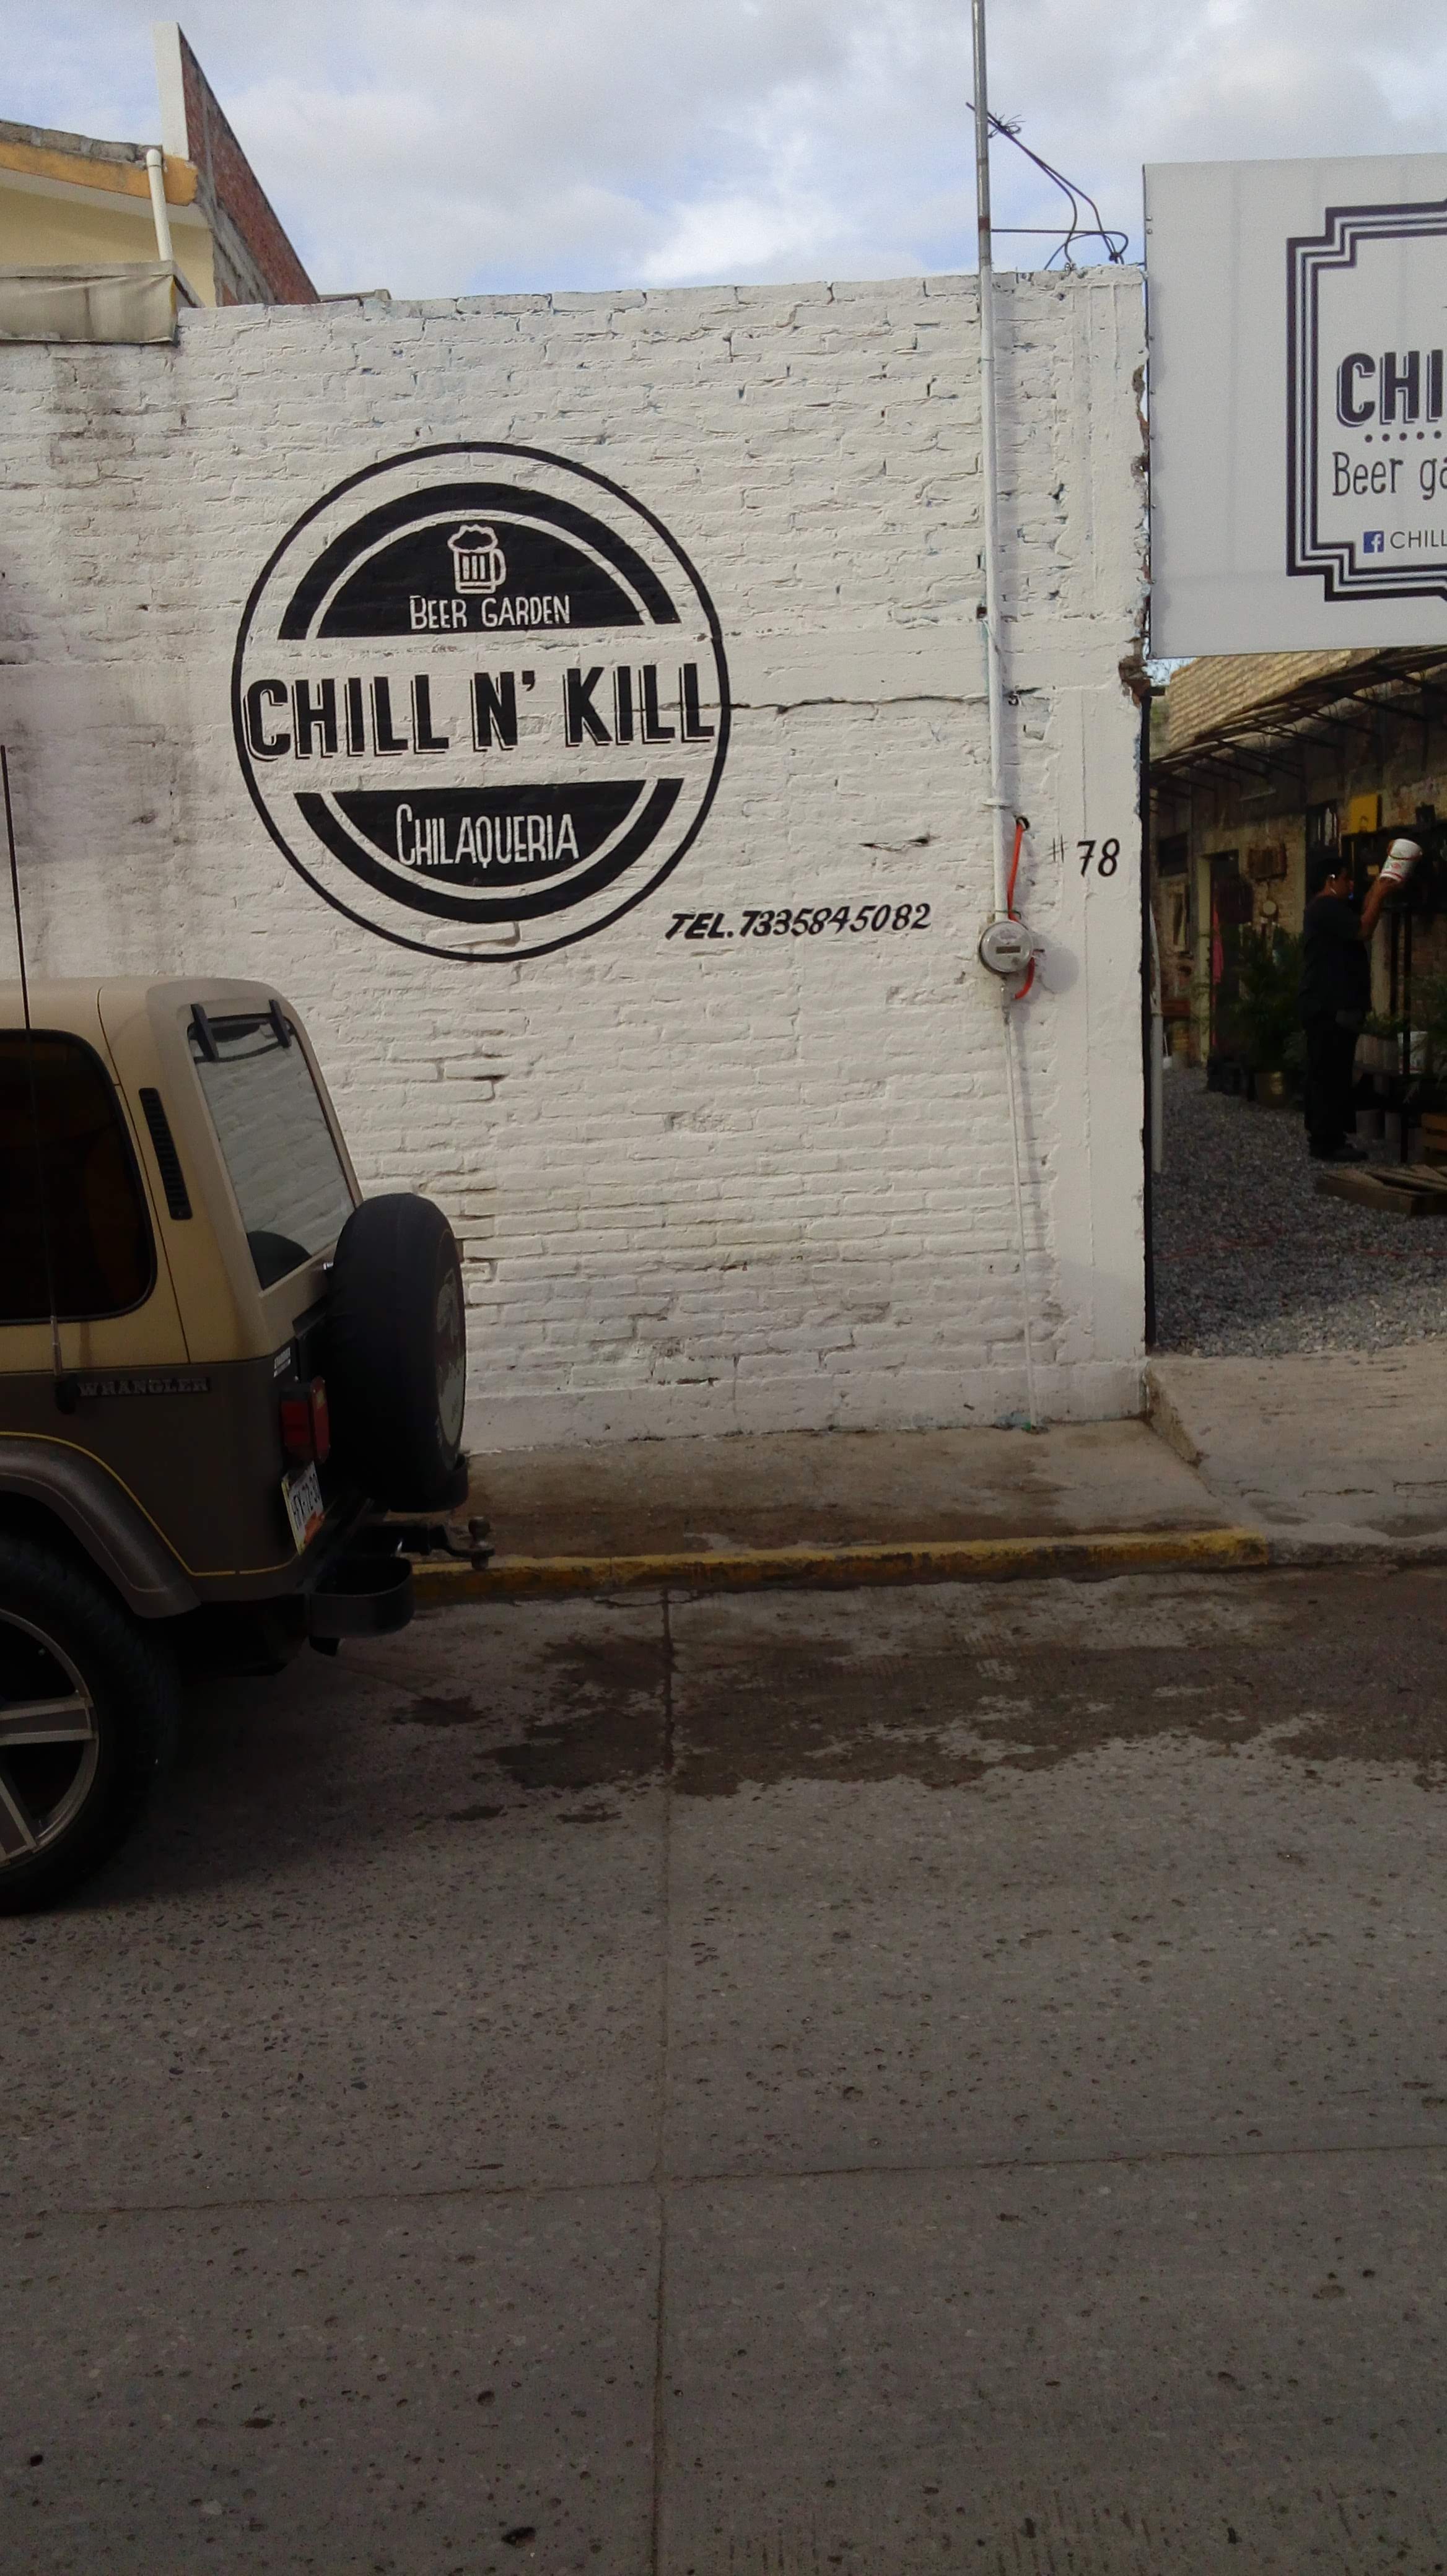 BEER GARDEN
CHILL N' KILL
CHILAQUERIA
TEL. 7335845082
# 78
CHI
Beer ga
CHILL
WRANGLER